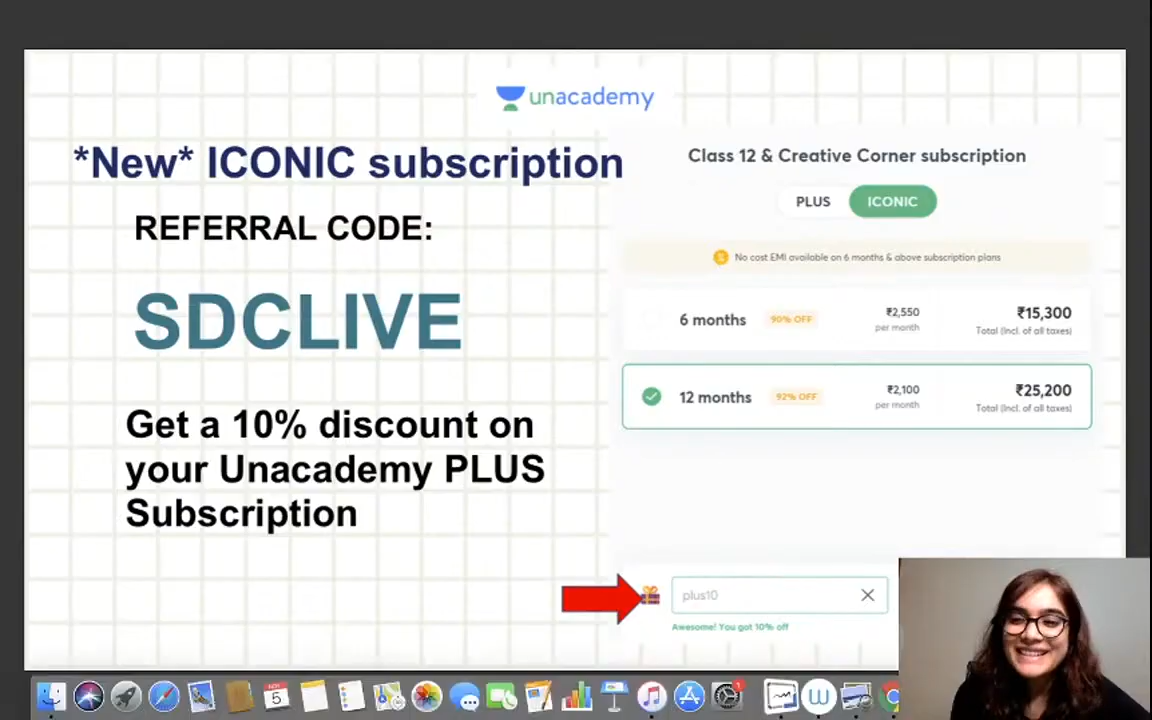 unacademy
*New* ICONIC subscription
REFERRAL CODE:
SDCLIVE
Get a 10% discount on
your Unacademy PLUS
Subscription
Class 12 & Creative Corner subscription
PLUS ICONIC
No cost EMI available on 6 months & above subscription plans
6 months 90% OFF ₹2,550 ₹15,300
per month Total (Incl. of all taxes)
12 months 92% OFF ₹2,100 ₹25,200
per month Total (Incl. of all taxes)
plus10
Awesome! You got 10% off
NOV
5
1
W